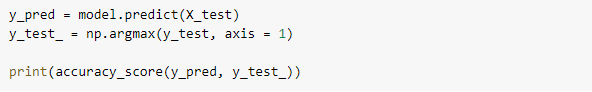 y_pred = model.predict(X_test)
y_test_ = np.argmax(y_test, axis = 1)
print(accuracy_score(y_pred, y_test_))